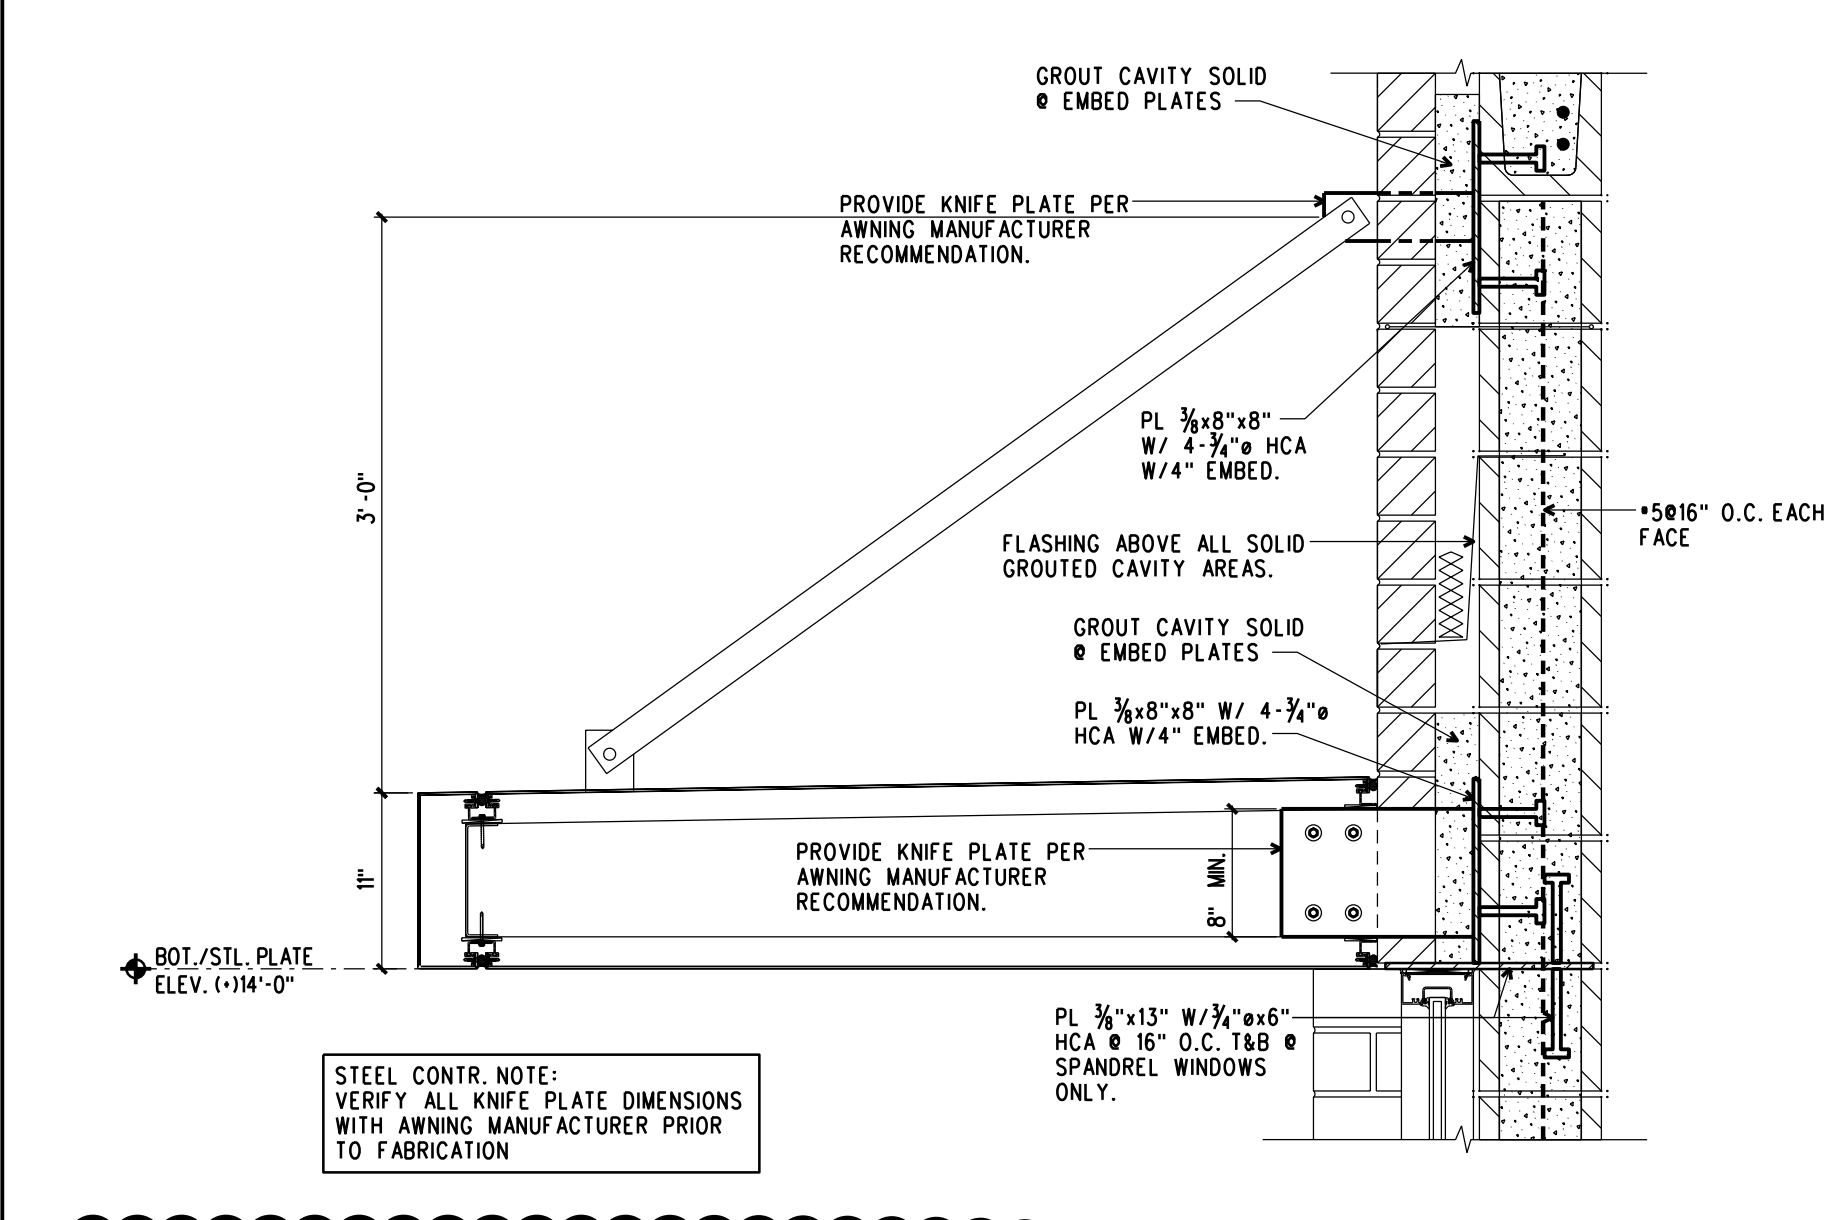 GROUT CAVITY SOLID
@ EMBED PLATES
PROVIDE KNIFE PLATE PER
AWNING MANUFACTURER
RECOMMENDATION.
3'-0"
PL ⅜x8"x8"
W/ 4-¾"ø HCA
W/4" EMBED.
#5@16" O.C. EACH
FACE
FLASHING ABOVE ALL SOLID
GROUTED CAVITY AREAS.
GROUT CAVITY SOLID
@ EMBED PLATES
PL ⅜x8"x8" W/ 4-¾"ø
HCA W/4" EMBED.
PROVIDE KNIFE PLATE PER
AWNING MANUFACTURER
RECOMMENDATION.
8" MIN.
11"
BOT./STL. PLATE
ELEV. (+)14'-0"
PL ⅜"x13" W/¾"øx6"
HCA @ 16" O.C. T&B @
SPANDREL WINDOWS
ONLY.
STEEL CONTR. NOTE:
VERIFY ALL KNIFE PLATE DIMENSIONS
WITH AWNING MANUFACTURER PRIOR
TO FABRICATION